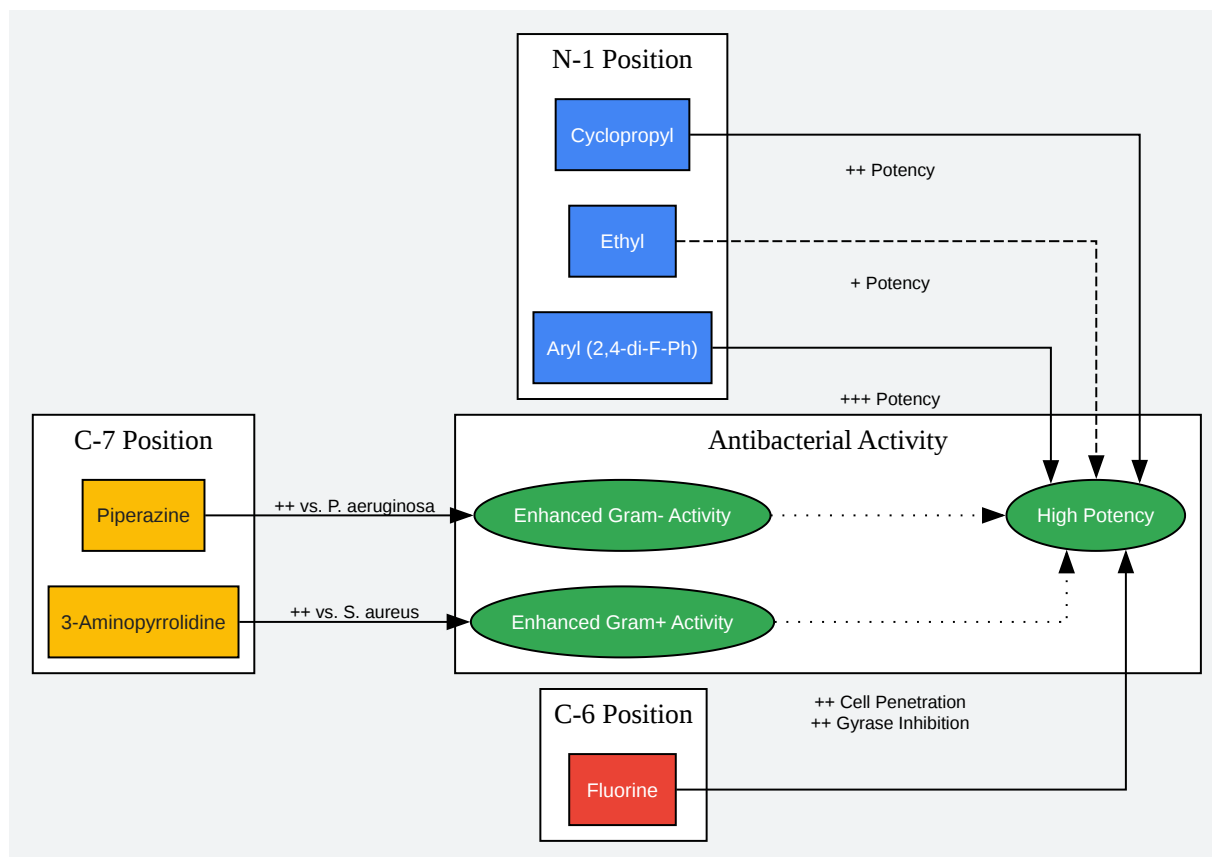 N-1 Position
Cyclopropyl
++ Potency
Ethyl
+ Potency
Aryl (2,4-di-F-Ph)
+++ Potency
C-7 Position
Piperazine
++ vs. P. aeruginosa
3-Aminopyrrolidine
++ vs. S. aureus
Antibacterial Activity
Enhanced Gram- Activity
High Potency
Enhanced Gram+ Activity
C-6 Position
Fluorine
++ Cell Penetration
++ Gyrase Inhibition